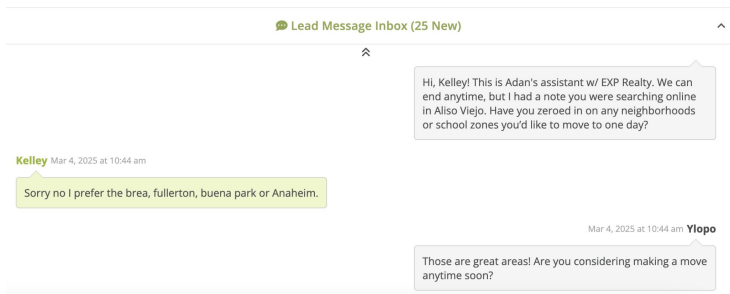 Lead Message Inbox (25 New)
Hi, Kelley! This is Adan's assistant w/ EXP Realty. We can
end anytime, but I had a note you were searching online
in Aliso Viejo. Have you zeroed in on any neighborhoods
or school zones you'd like to move to one day?
Kelley Mar 4, 2025 at 10:44 am
Sorry no I prefer the brea, fullerton, buena park or Anaheim.
Mar 4, 2025 at 10:44 am Ylopo
Those are great areas! Are you considering making a move
anytime soon?